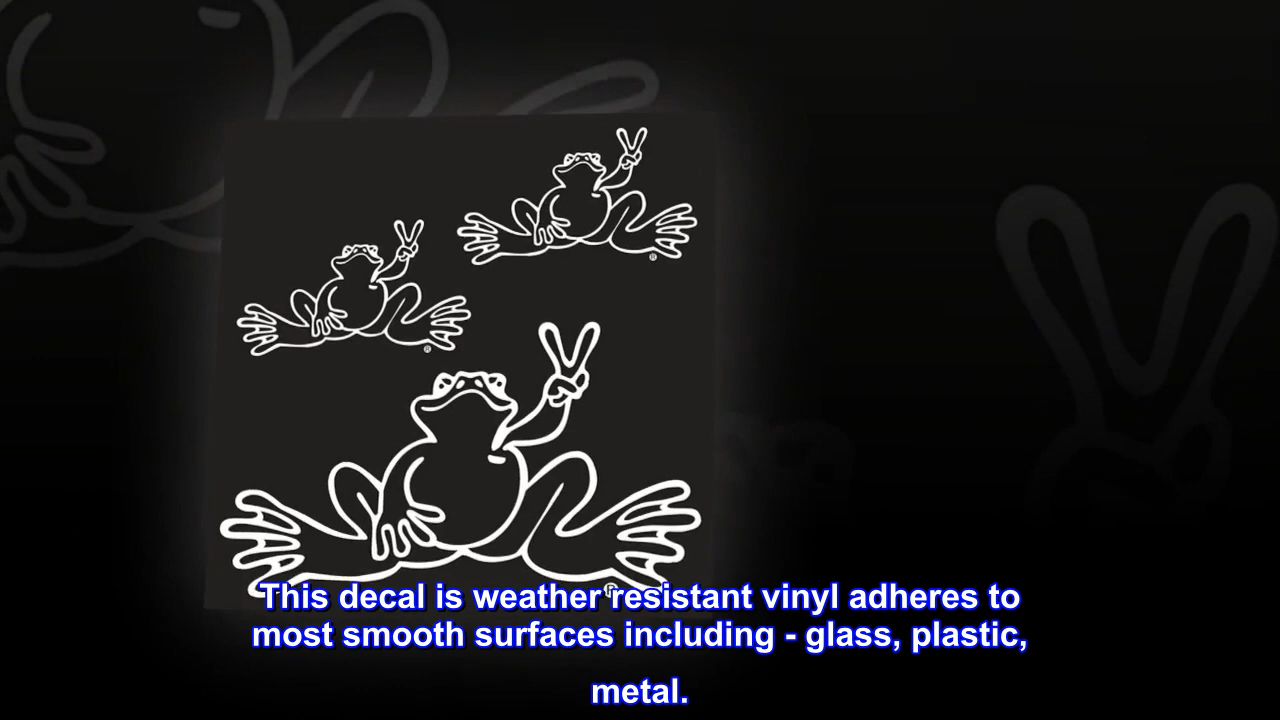 ®
®
This decal is weather resistant vinyl adheres to
most smooth surfaces including - glass, plastic,
metal.